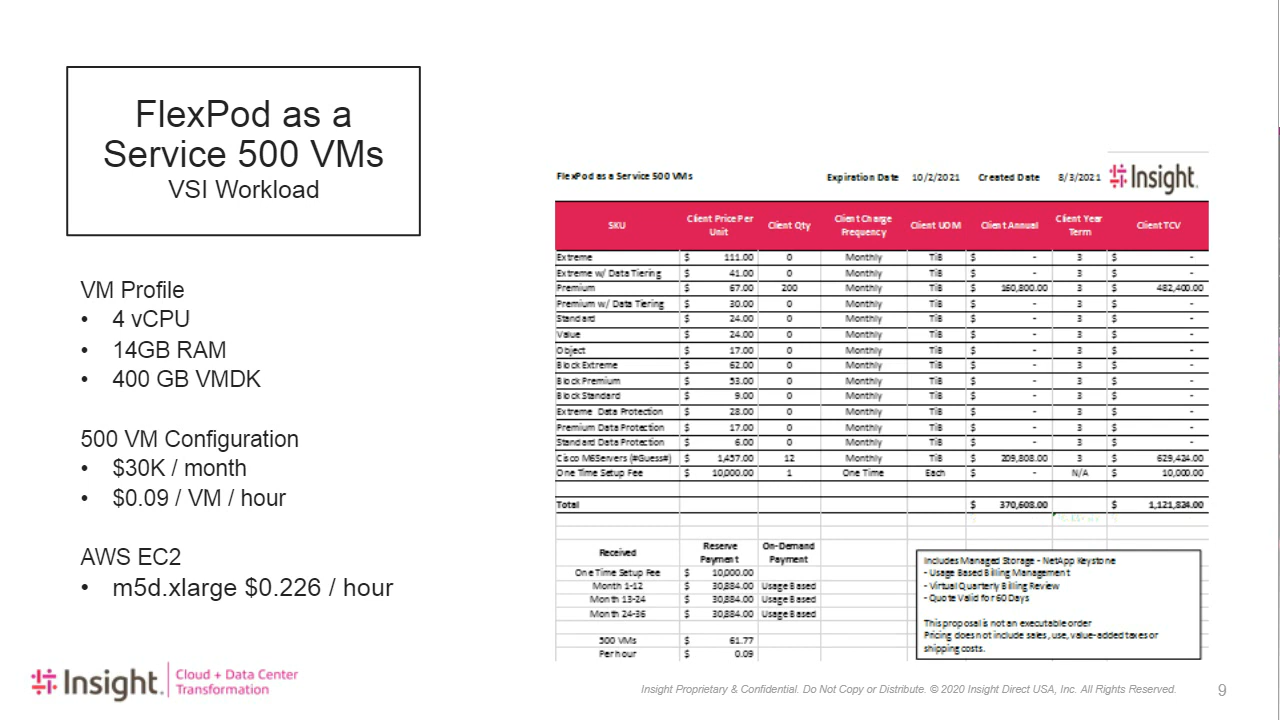 FlexPod as a
Service 500 VMs
VSI Workload
VM Profile
• 4 vCPU
• 14GB RAM
• 400 GB VMDK
500 VM Configuration
• $30K / month
• $0.09 / VM / hour
AWS EC2
• m5d.xlarge $0.226 / hour
FlexPod as a Service 500 VMs Expiration Date 10/2/2021 Created Date 8/3/2021 Insight.
SKU Client Price Per Unit Client Qty Client Charge Frequency Client UOM Client Annual Client Year Term Client TCV
Extreme $ 111.00 0 Monthly TiB $ - 3 $ -
Extreme w/ Data Tiering $ 41.00 0 Monthly TiB $ - 3 $ -
Premium $ 67.00 200 Monthly TiB $ 160,800.00 3 $ 482,400.00
Premium w/ Data Tiering $ 30.00 0 Monthly TiB $ - 3 $ -
Standard $ 24.00 0 Monthly TiB $ - 3 $ -
Value $ 24.00 0 Monthly TiB $ - 3 $ -
Object $ 17.00 0 Monthly TiB $ - 3 $ -
Block Extreme $ 62.00 0 Monthly TiB $ - 3 $ -
Block Premium $ 53.00 0 Monthly TiB $ - 3 $ -
Block Standard $ 9.00 0 Monthly TiB $ - 3 $ -
Extreme Data Protection $ 28.00 0 Monthly TiB $ - 3 $ -
Premium Data Protection $ 17.00 0 Monthly TiB $ - 3 $ -
Standard Data Protection $ 6.00 0 Monthly TiB $ - 3 $ -
Cisco M6Servers (#Guess#) $ 1,457.00 12 Monthly TiB $ 209,808.00 3 $ 629,424.00
One Time Setup Fee $ 10,000.00 1 One Time Each $ - N/A $ 10,000.00
Total $ 370,608.00 $ 1,121,824.00
Received Reserve Payment On-Demand Payment
One Time Setup Fee $ 10,000.00
Month 1-12 $ 30,884.00 Usage Based
Month 13-24 $ 30,884.00 Usage Based
Month 24-36 $ 30,884.00 Usage Based
500 VMs $ 61.77
Per hour $ 0.09
Includes Managed Storage - NetApp Keystone
- Usage Based Billing Management
- Virtual Quarterly Billing Review
- Quote Valid for 60 Days
This proposal is not an executable order
Pricing does not include sales, use, value-added taxes or
shipping costs.
Insight. Cloud + Data Center
Transformation
Insight Proprietary & Confidential. Do Not Copy or Distribute. © 2020 Insight Direct USA, Inc. All Rights Reserved. 9